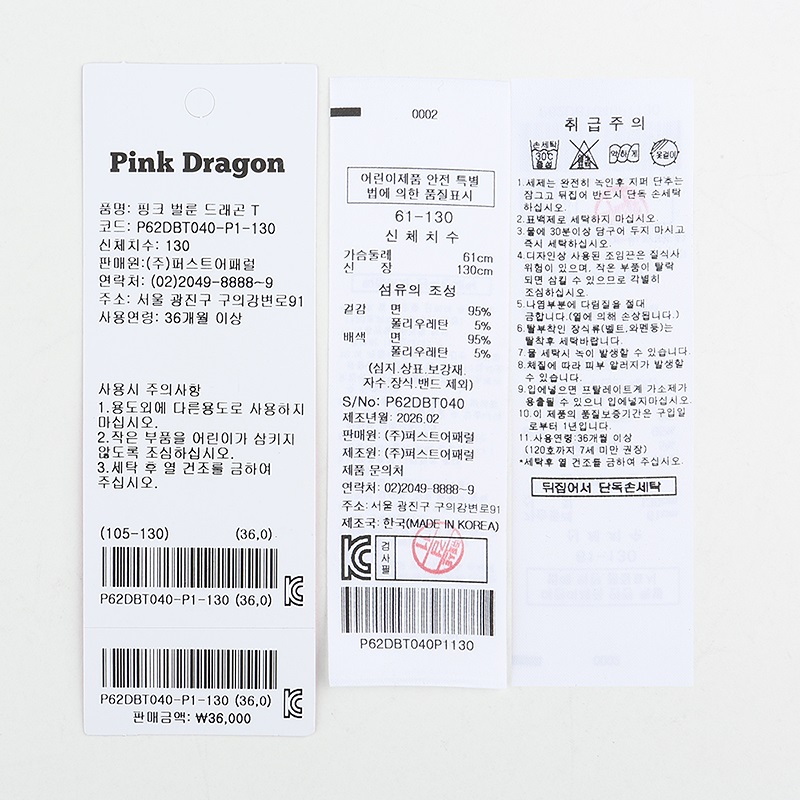 Pink Dragon
품명: 핑크 벌룬 드래곤 T
코드: P62DBT040-P1-130
신체치수: 130
판매원:(주)퍼스트어패럴
연락처: (02)2049-8888~9
주소: 서울 광진구 구의강변로91
사용연령: 36개월 이상
사용시 주의사항
1.용도외에 다른용도로 사용하지
마십시오.
2.작은 부품을 어린이가 삼키지
않도록 조심하십시오.
3.세탁 후 열 건조를 금하여
주십시오.
(105-130) (36,0)
P62DBT040-P1-130 (36,0)
P62DBT040-P1-130 (36,0)
판매금액: ₩36,000
0002
어린이제품 안전 특별
법에 의한 품질표시
61-130
신체치수
가슴둘레 61cm
신 장 130cm
섬유의 조성
겉감 면 95%
폴리우레탄 5%
배색 면 95%
폴리우레탄 5%
(심지.상표.보강재.
자수.장식.밴드 제외)
S/No: P62DBT040
제조년월: 2026.02
판매원: (주)퍼스트어패럴
제조원: (주)퍼스트어패럴
제품 문의처
연락처: 02)2049-8888~9
주소: 서울 광진구 구의강변로91
제조국: 한국(MADE IN KOREA)
검사필
P62DBT040P1130
취급주의
손세탁
30℃
중성
약하게
옷걸이
1.세제는 완전히 녹인후 지퍼 단추는
잠그고 뒤집어 반드시 단독 손세탁
하십시오.
2.표백제로 세탁하지 마십시오.
3.물에 30분이상 담구어 두지 마시고
즉시 세탁하십시오.
4.디자인상 사용된 조임끈은 질식사
위험이 있으며, 작은 부품이 탈락
되면 삼킬 수 있으므로 각별히
조심하십시오.
5.나염부분에 다림질을 절대
금합니다.(열에 의해 손상됩니다.)
6.탈부착인 장식류(벨트,와펜등)는
탈착후 세탁바랍니다.
7.물 세탁시 녹이 발생할 수 있습니다.
8.체질에 따라 피부 알러지가 발생할
수 있습니다.
9.입에넣으면 프탈레이트계 가소제가
용출될 수 있으니 입에넣지마십시오.
10.이 제품의 품질보증기간은 구입일
로부터 1년입니다.
11.사용연령:36개월 이상
(120호까지 7세 미만 권장)
*세탁후 열 건조를 금하여 주십시오.
뒤집어서 단독손세탁